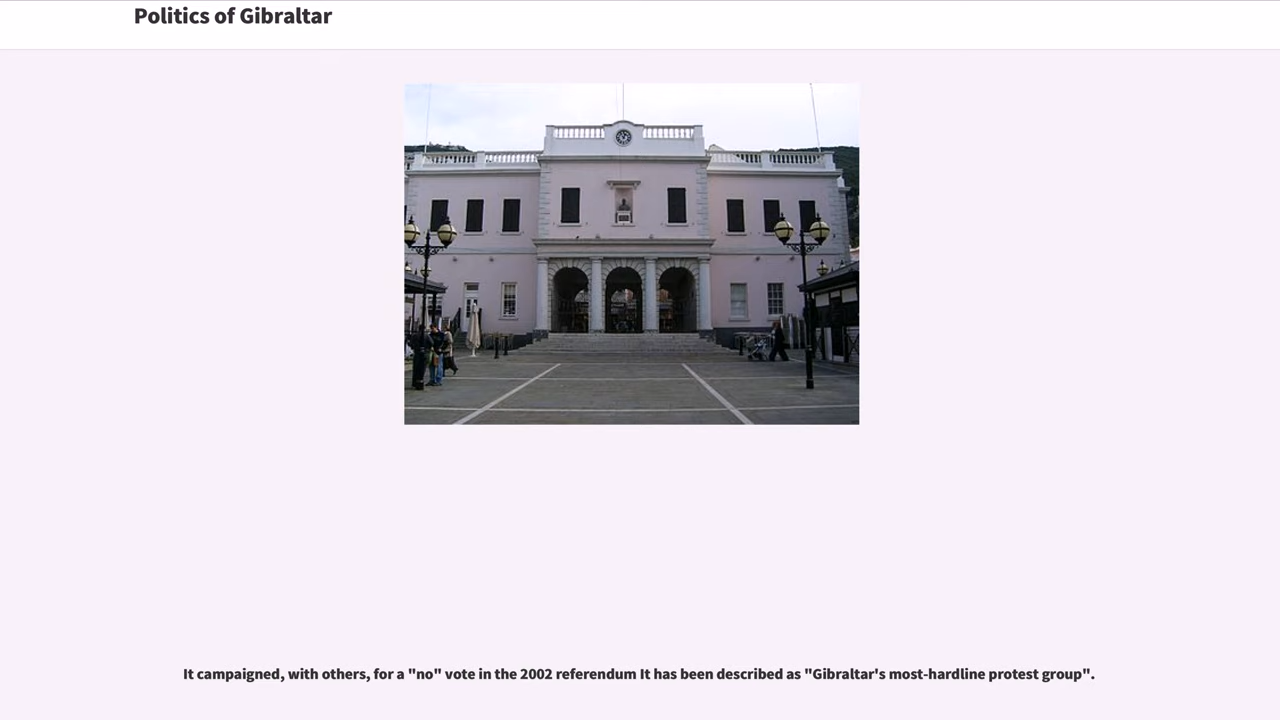 Politics of Gibraltar
It campaigned, with others, for a "no" vote in the 2002 referendum It has been described as "Gibraltar's most-hardline protest group".